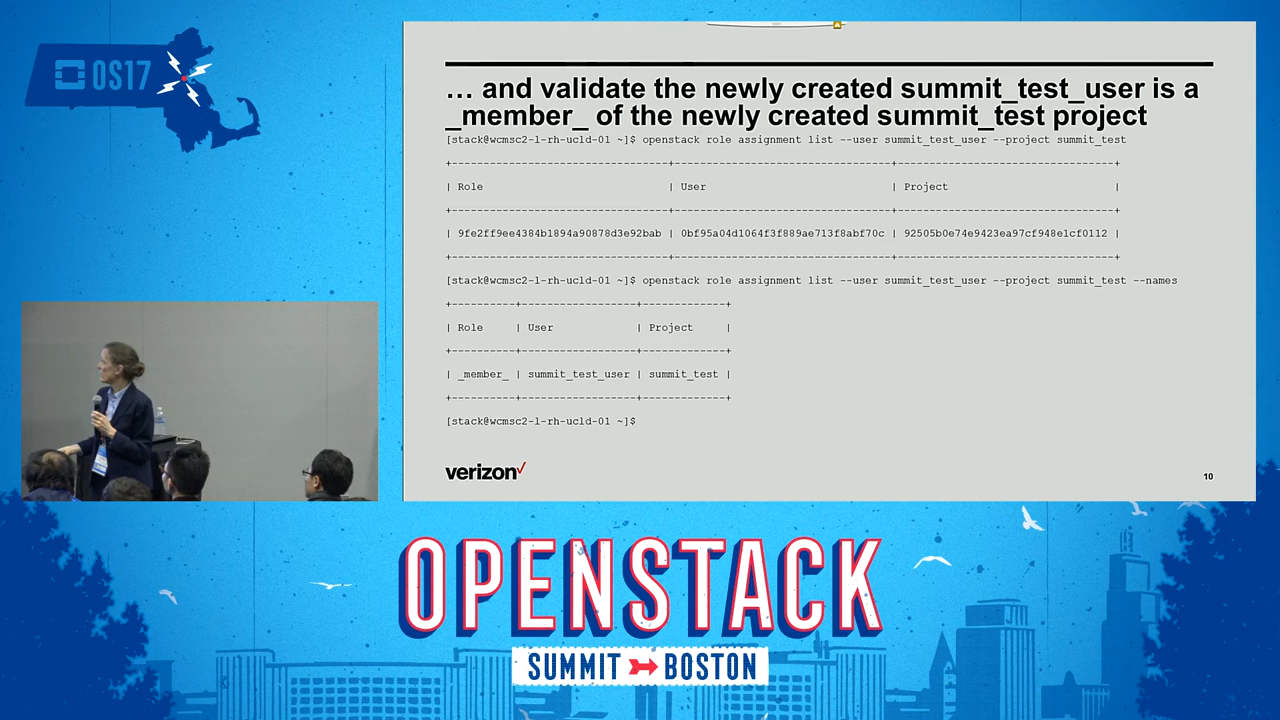 OS17
… and validate the newly created summit_test_user is a
_member_ of the newly created summit_test project
[stack@wcmsc2-l-rh-ucld-01 ~]$ openstack role assignment list --user summit_test_user --project summit_test
+----------------------------------+----------------------------------+----------------------------------+
| Role | User | Project |
+----------------------------------+----------------------------------+----------------------------------+
| 9fe2ff9ee4384b1894a90878d3e92bab | 0bf95a04d1064f3f889ae713f8abf70c | 92505b0e74e9423ea97cf948e1cf0112 |
+----------------------------------+----------------------------------+----------------------------------+
[stack@wcmsc2-l-rh-ucld-01 ~]$ openstack role assignment list --user summit_test_user --project summit_test --names
+----------+------------------+-------------+
| Role | User | Project |
+----------+------------------+-------------+
| _member_ | summit_test_user | summit_test |
+----------+------------------+-------------+
[stack@wcmsc2-l-rh-ucld-01 ~]$
verizon✓
10
OPENSTACK
SUMMIT BOSTON